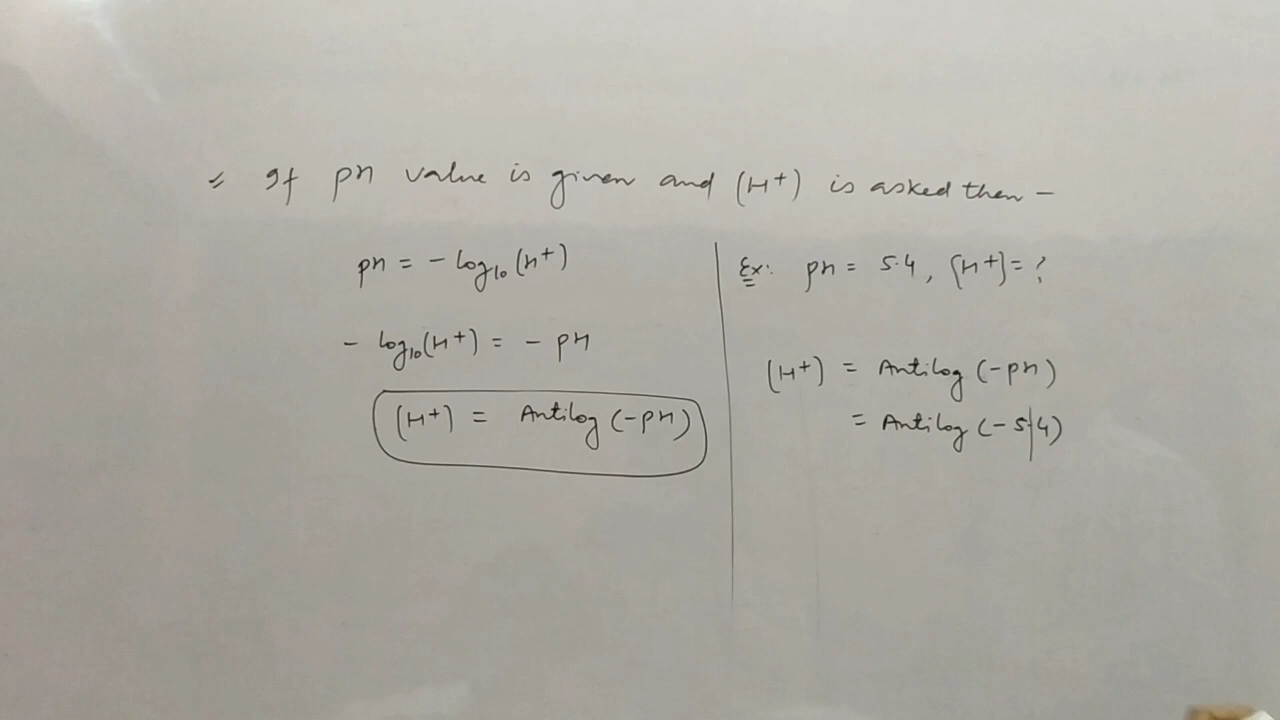 ⇒ If pH value is given and (H+) is asked then –
pH = - log10 (H+)
- log10(H+) = - pH
(H+) = Antilog (-pH)
Ex: pH = 5.4, [H+] = ?
(H+) = Antilog (-pH)
= Antilog (-5|4)